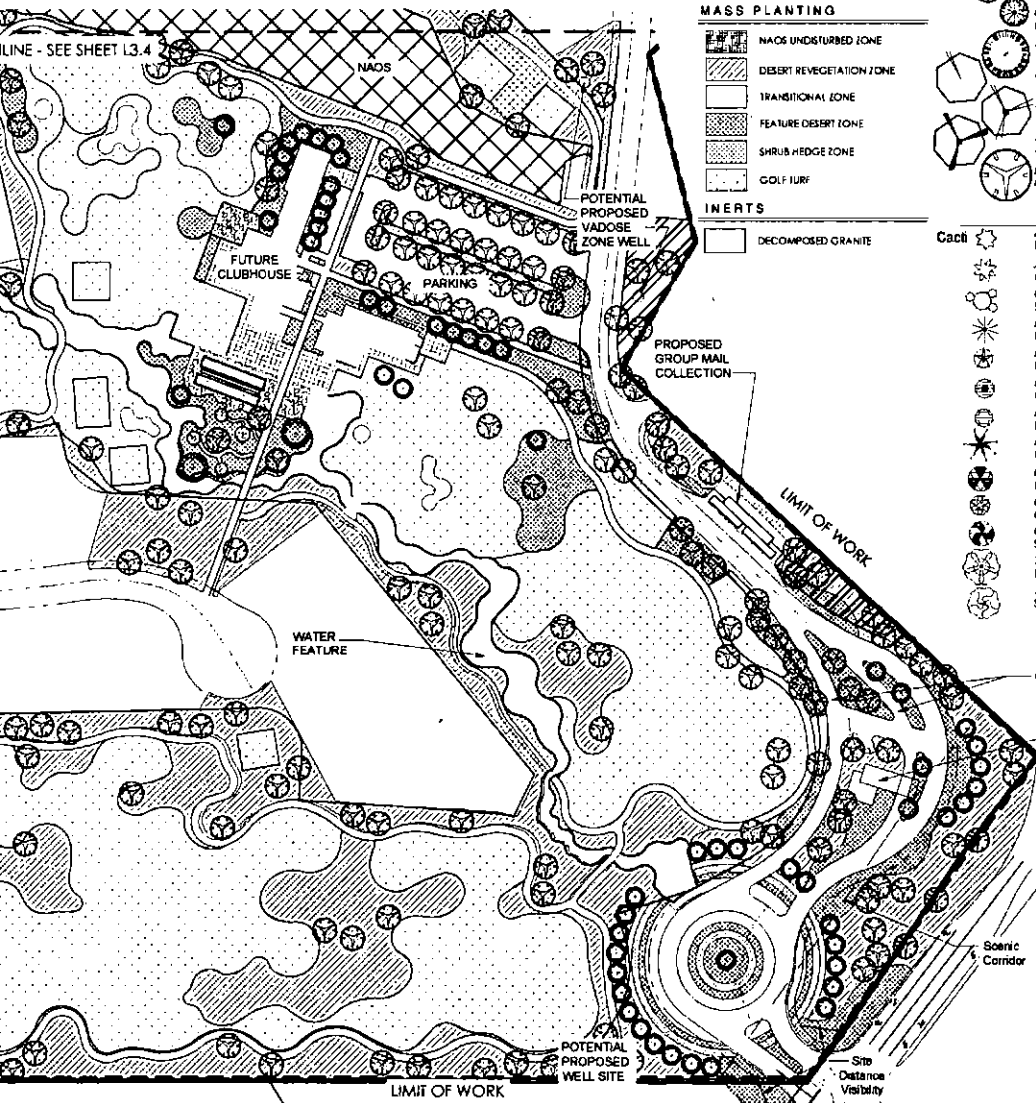 MASS PLANTING
NAOS UNDISTURBED ZONE
DESERT REVEGETATION ZONE
TRANSITIONAL ZONE
FEATURE DESERT ZONE
SHRUB HEDGE ZONE
GOLF TURF
INERTS
DECOMPOSED GRANITE
Cacti
LINE - SEE SHEET L3.4
NAOS
POTENTIAL
PROPOSED
VADOSE
ZONE WELL
FUTURE
CLUBHOUSE
PARKING
PROPOSED
GROUP MAIL
COLLECTION
LIMIT OF WORK
WATER
FEATURE
Scenic
Corridor
POTENTIAL
PROPOSED
WELL SITE
Site
Distance
Visibility
LIMIT OF WORK